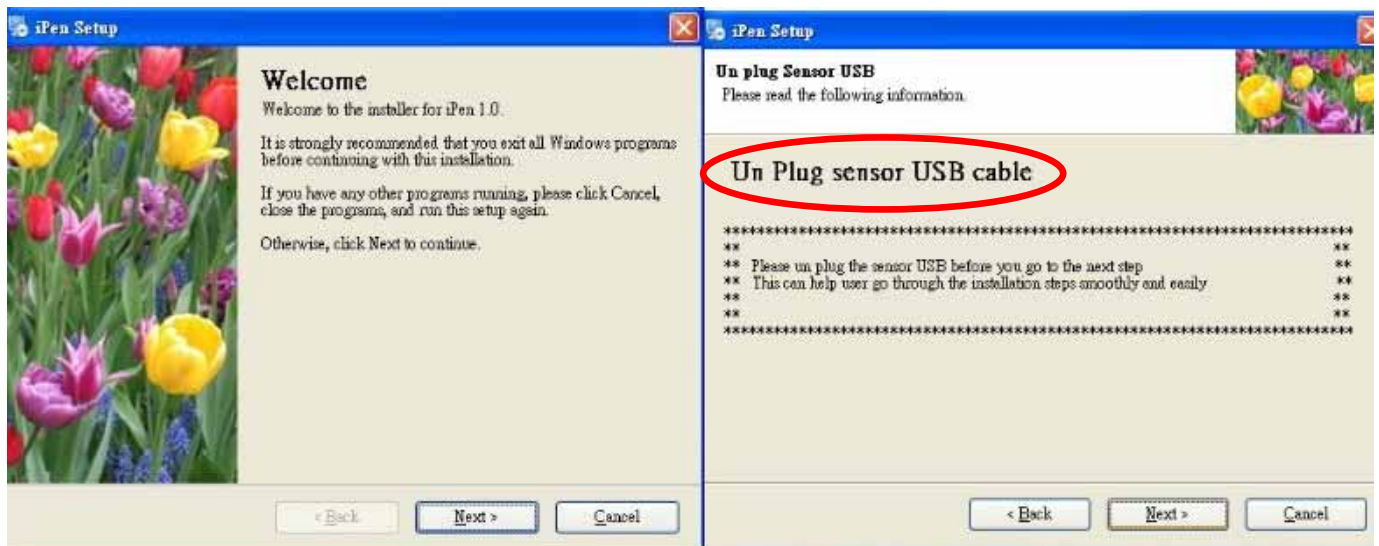 iPen Setup
Welcome
Welcome to the installer for iPen 1.0.
It is strongly recommended that you exit all Windows programs
before continuing with this installation.
If you have any other programs running, please click Cancel,
close the programs, and run this setup again.
Otherwise, click Next to continue.
< Back
Next >
Cancel
iPen Setup
Un plug Sensor USB
Please read the following information.
Un Plug sensor USB cable
******************************************************************************
** **
** Please un plug the sensor USB before you go to the next step **
** This can help user go through the installation steps smoothly and easily **
** **
** **
******************************************************************************
< Back
Next >
Cancel